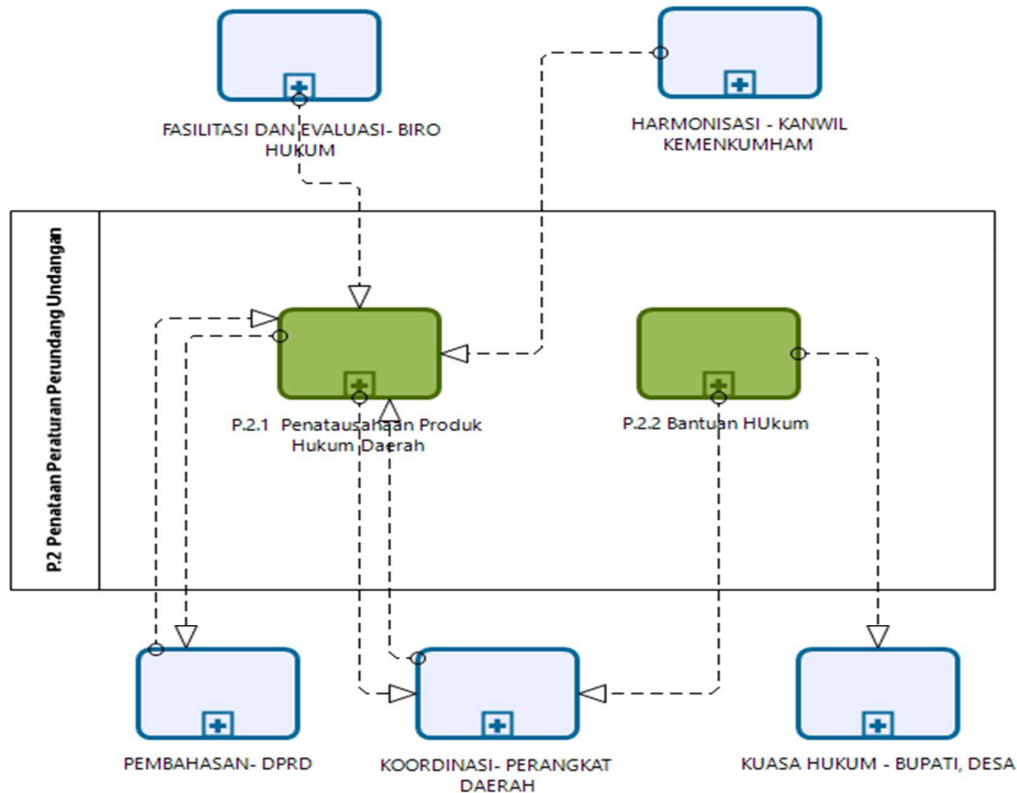 FASILITASI DAN EVALUASI- BIRO
HUKUM
HARMONISASI - KANWIL
KEMENKUMHAM
P.2 Penataan Peraturan Perundang Undangan
P.2.1 Penatausahaan Produk
Hukum Daerah
P.2.2 Bantuan HUkum
PEMBAHASAN- DPRD
KOORDINASI- PERANGKAT
DAERAH
KUASA HUKUM - BUPATI, DESA